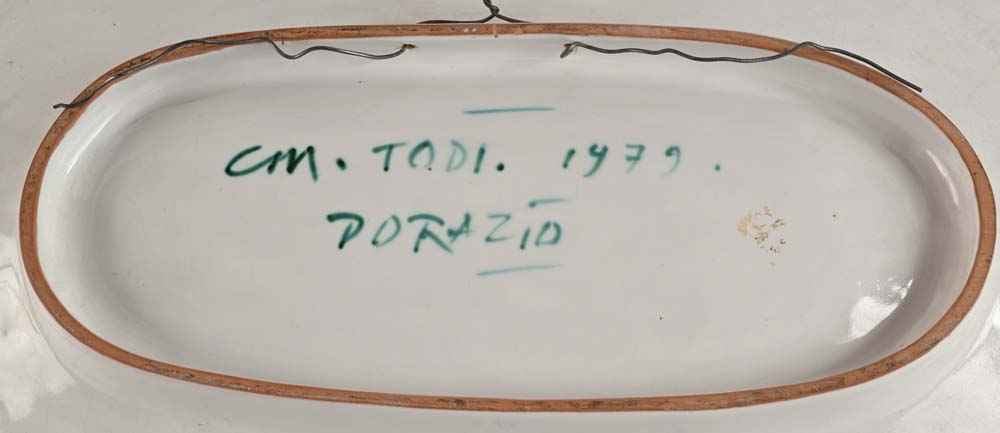 CM. TODI. 1979.
DORAZIO